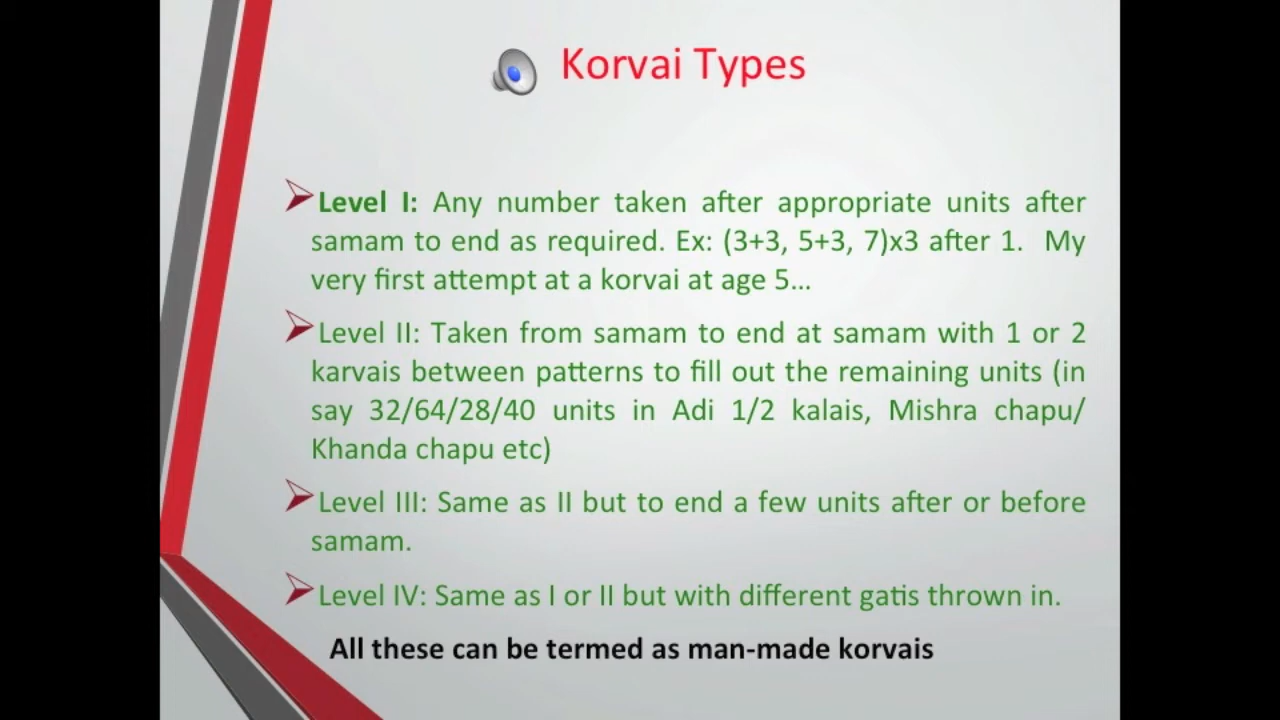 Korvai Types
Level I: Any number taken after appropriate units after
samam to end as required. Ex: (3+3, 5+3, 7)x3 after 1. My
very first attempt at a korvai at age 5...
Level II: Taken from samam to end at samam with 1 or 2
karvais between patterns to fill out the remaining units (in
say 32/64/28/40 units in Adi 1/2 kalais, Mishra chapu/
Khanda chapu etc)
Level III: Same as II but to end a few units after or before
samam.
Level IV: Same as I or II but with different gatis thrown in.
All these can be termed as man-made korvais